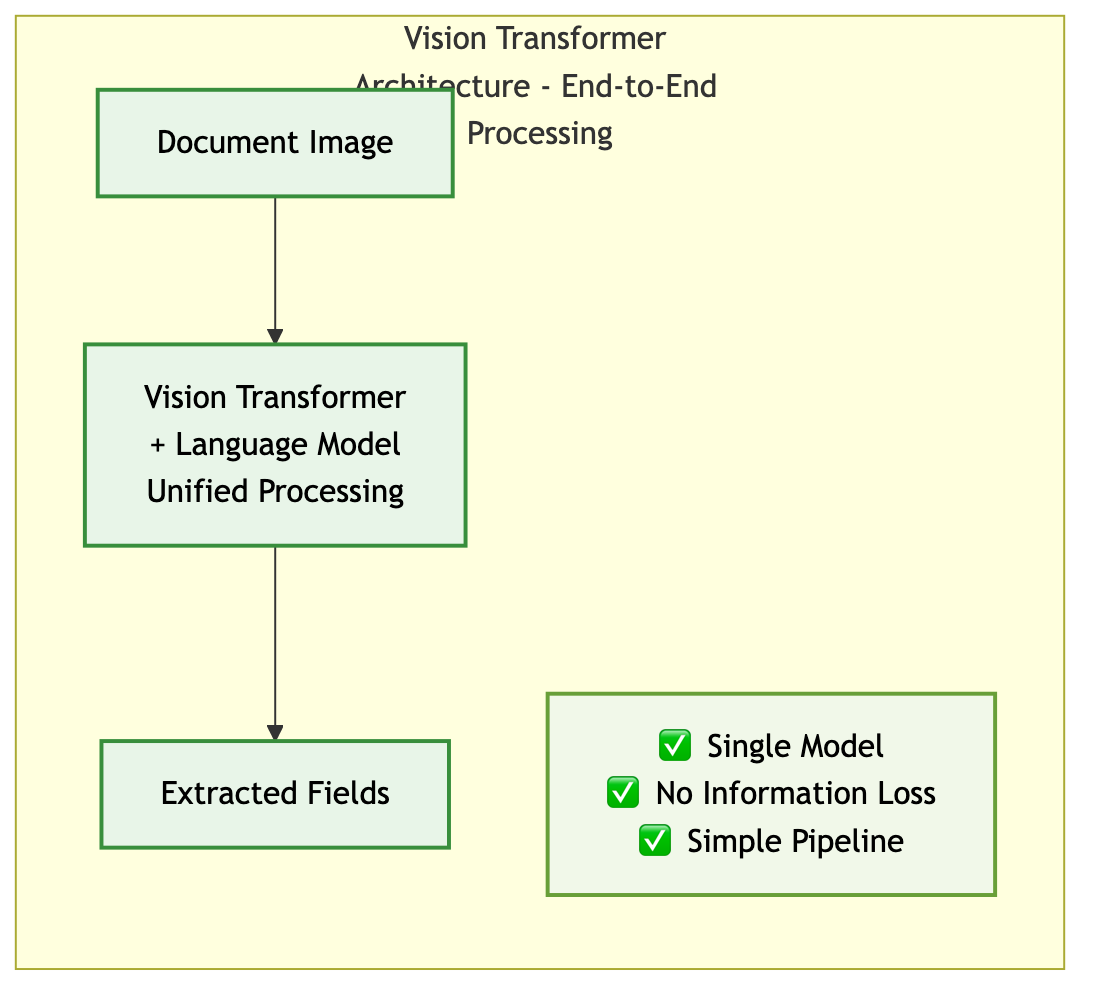 Vision Transformer
Architecture - End-to-End
Processing
Document Image
Vision Transformer
+ Language Model
Unified Processing
Extracted Fields
✅ Single Model
✅ No Information Loss
✅ Simple Pipeline